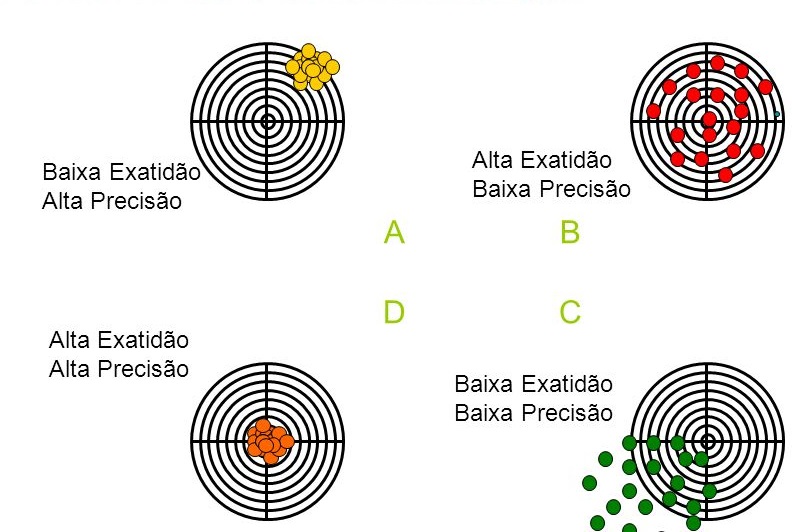 Baixa Exatidão
Alta Precisão
Alta Exatidão
Baixa Precisão
A
B
D
C
Alta Exatidão
Alta Precisão
Baixa Exatidão
Baixa Precisão